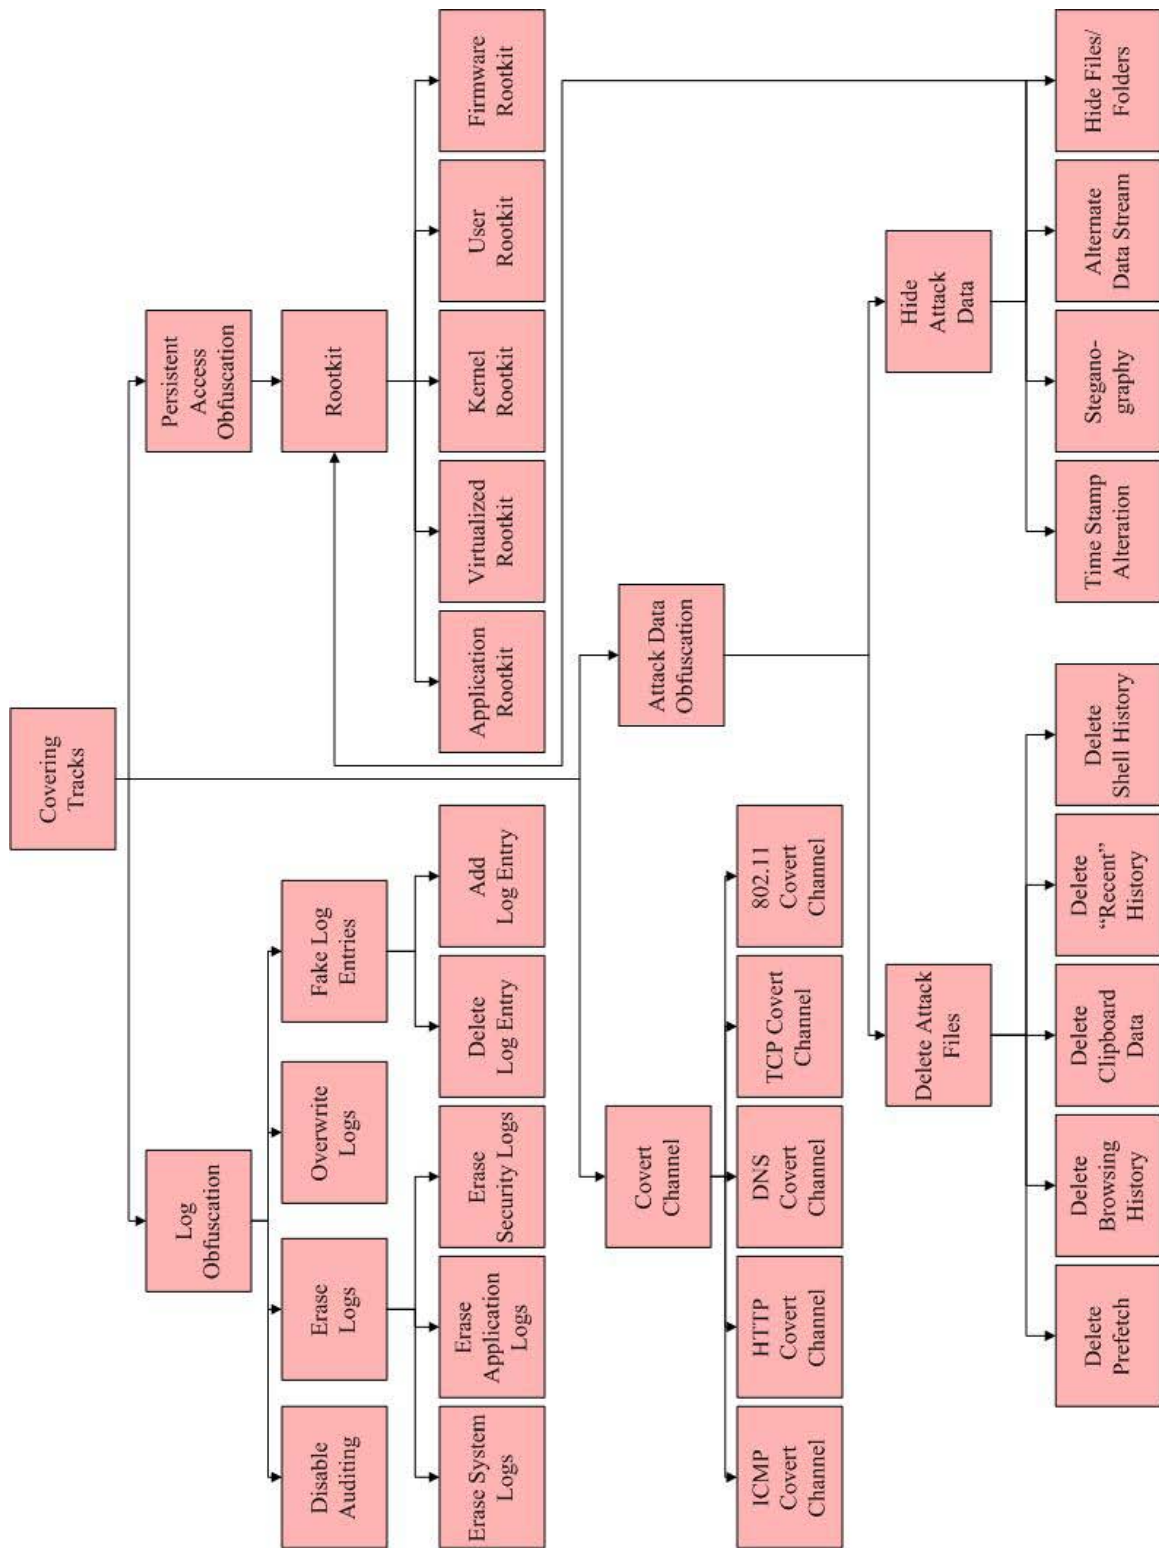 Covering
Tracks
Log
Obfuscation
Persistent
Access
Obfuscation
Disable
Auditing
Erase
Logs
Overwrite
Logs
Fake Log
Entries
Rootkit
Erase System
Logs
Erase
Application
Logs
Erase
Security Logs
Delete
Log Entry
Add
Log Entry
Application
Rootkit
Virtualized
Rootkit
Kernel
Rootkit
User
Rootkit
Firmware
Rootkit
Covert
Channel
Attack Data
Obfuscation
ICMP
Covert
Channel
HTTP
Covert
Channel
DNS
Covert
Channel
TCP Covert
Channel
802.11
Covert
Channel
Delete Attack
Files
Hide
Attack
Data
Delete
Prefetch
Delete
Browsing
History
Delete
Clipboard
Data
Delete
“Recent”
History
Delete
Shell History
Time Stamp
Alteration
Stegano-
graphy
Alternate
Data Stream
Hide Files/
Folders